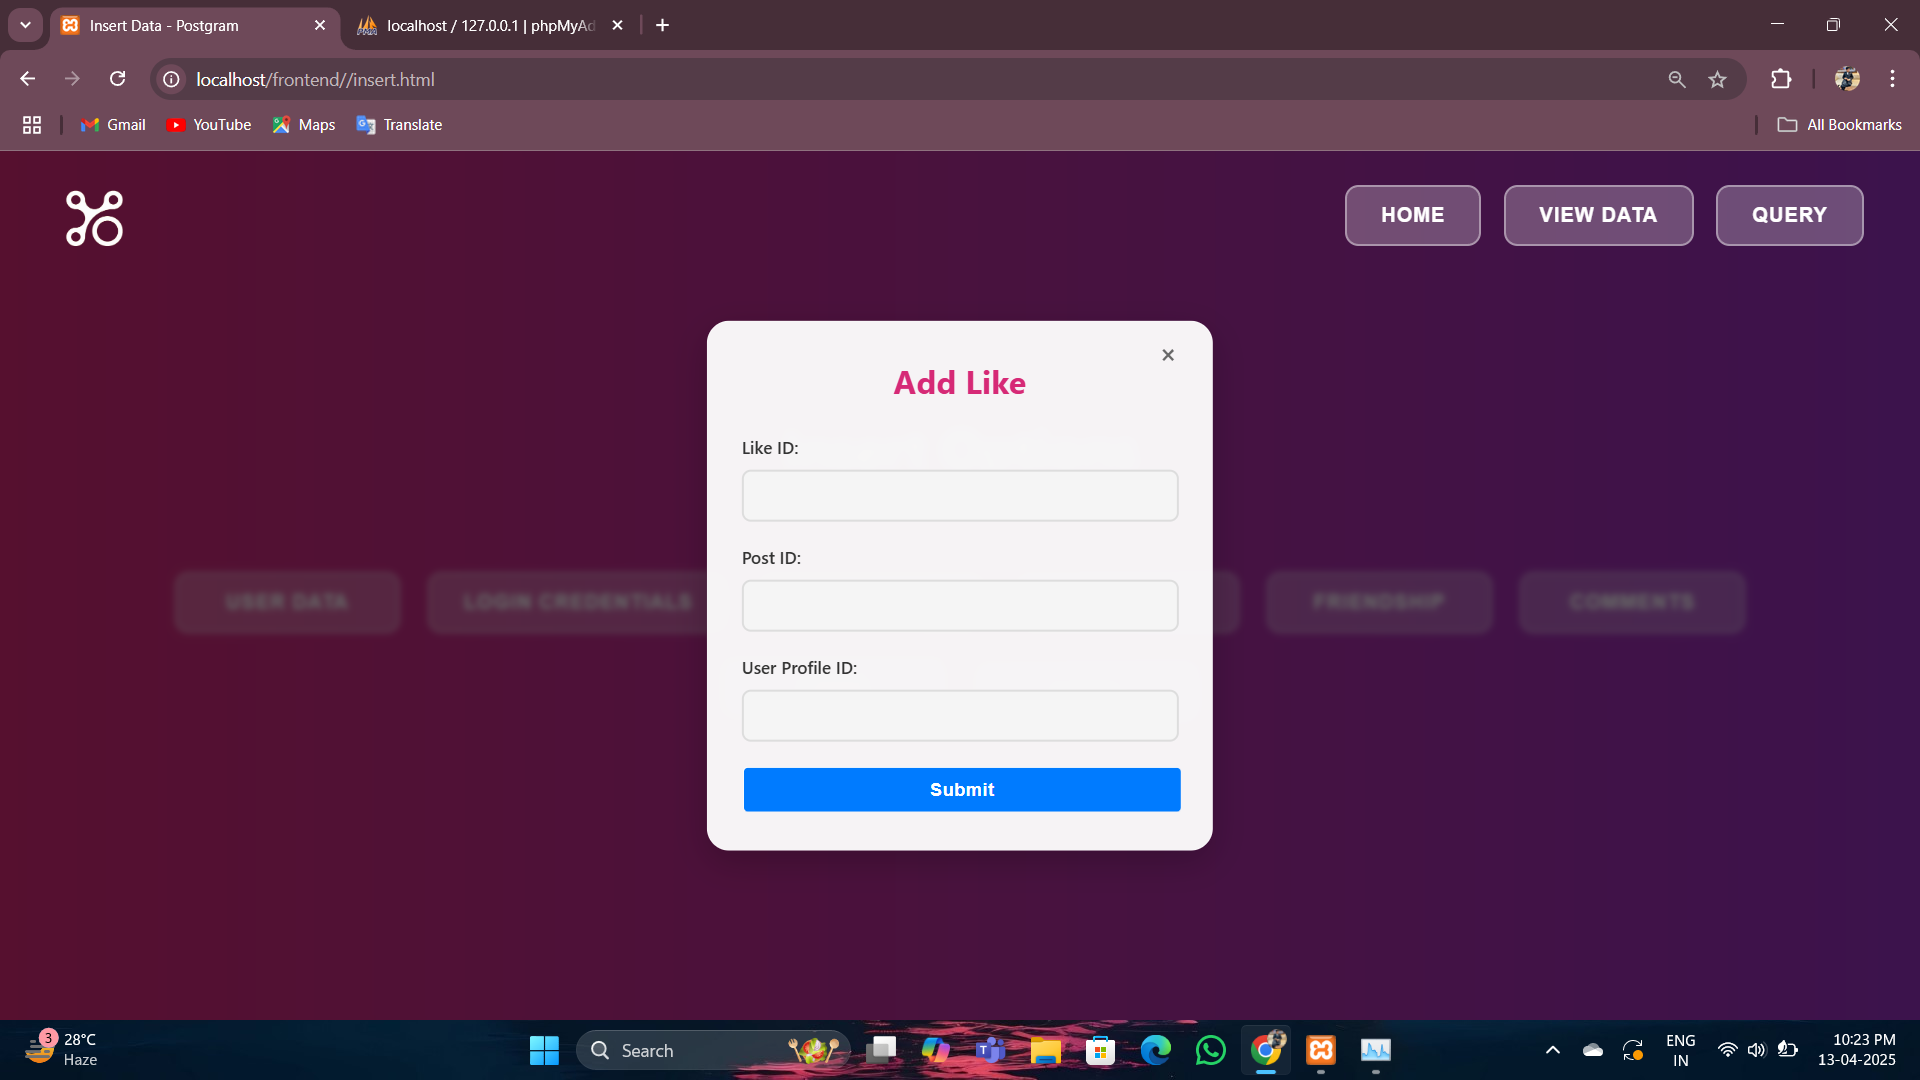 Insert Data - Postgram
localhost / 127.0.0.1 | phpMyAd
localhost/frontend//insert.html
Gmail
YouTube
Maps
Translate
All Bookmarks
HOME
VIEW DATA
QUERY
Add Like
Like ID:
Post ID:
USER DATA
LOGIN CREDENTIALS
FRIENDSHIP
COMMENTS
User Profile ID:
Submit
3
28°C
Haze
Search
ENG
IN
10:23 PM
13-04-2025